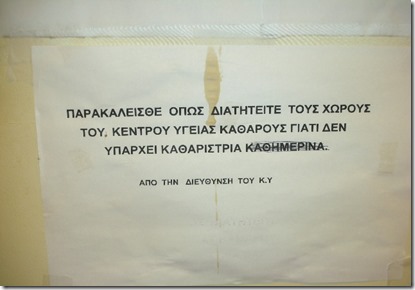 ΠΑΡΑΚΑΛΕΙΣΘΕ ΟΠΩΣ ΔΙΑΤΗΤΕΙΤΕ ΤΟΥΣ ΧΩΡΟΥΣ
ΤΟΥ, ΚΕΝΤΡΟΥ ΥΓΕΙΑΣ ΚΑΘΑΡΟΥΣ ΓΙΑΤΙ ΔΕΝ
ΥΠΑΡΧΕΙ ΚΑΘΑΡΙΣΤΡΙΑ ΚΑΘΗΜΕΡΙΝΑ.
ΑΠΟ ΤΗΝ ΔΙΕΥΘΥΝΣΗ ΤΟΥ Κ.Υ